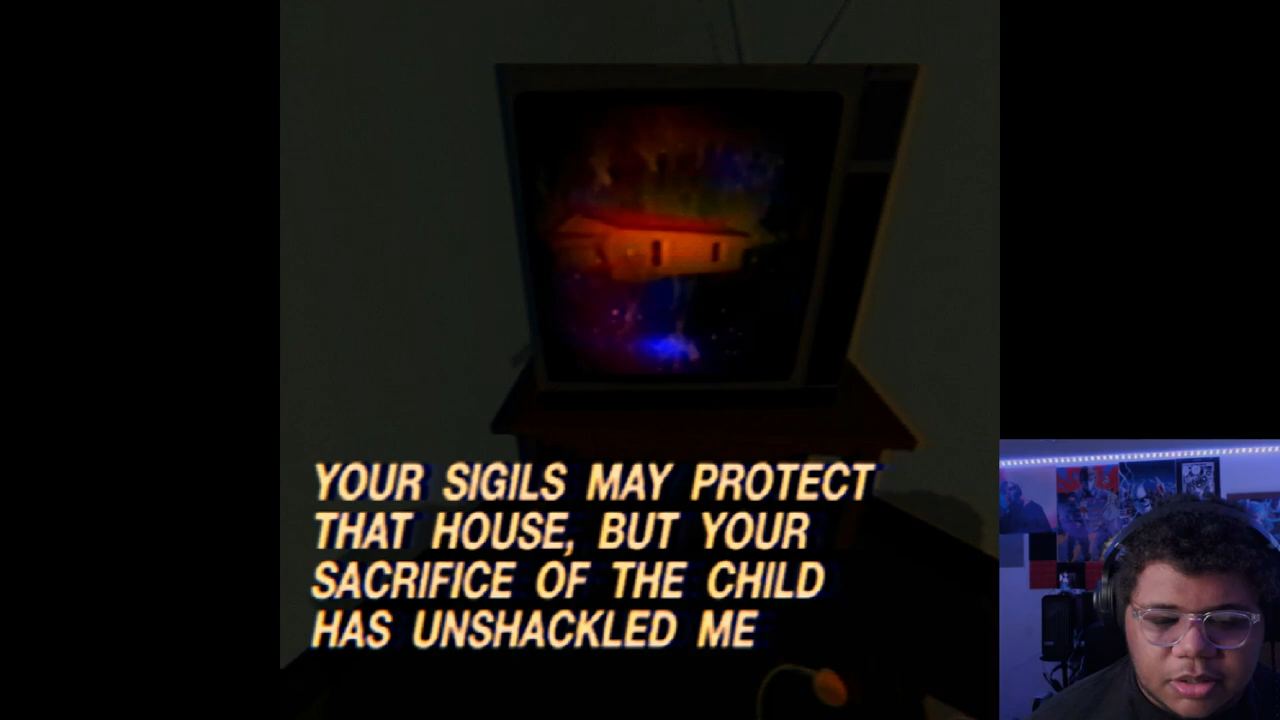 YOUR SIGILS MAY PROTECT
THAT HOUSE, BUT YOUR
SACRIFICE OF THE CHILD
HAS UNSHACKLED ME